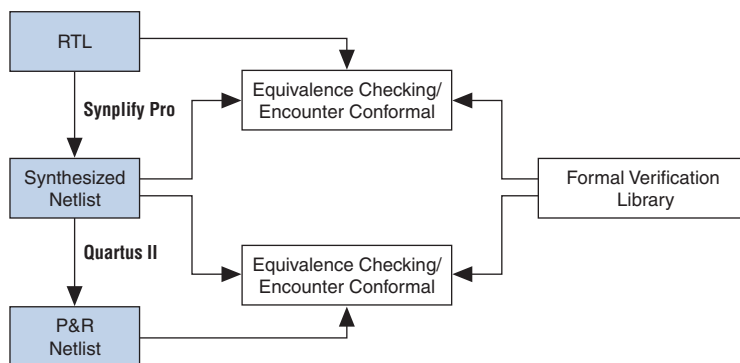 RTL
Equivalence Checking/
Encounter Conformal
Synplify Pro
Synthesized
Netlist
Formal Verification
Library
Quartus II
Equivalence Checking/
Encounter Conformal
P&R
Netlist